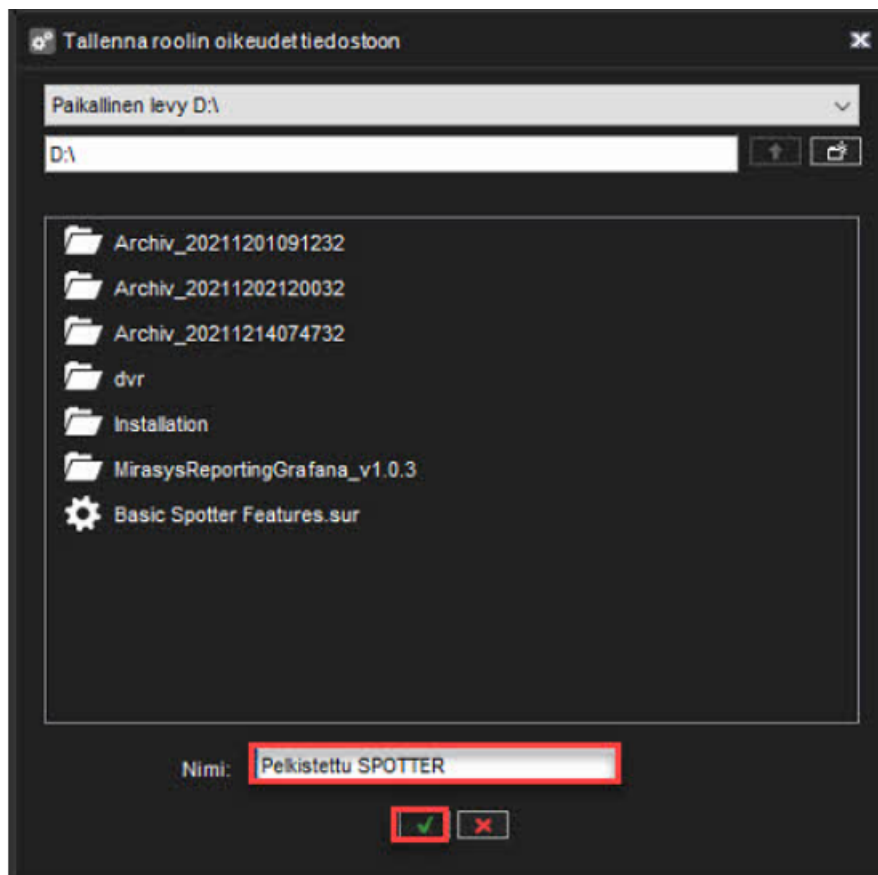 Tallenna roolin oikeudet tiedostoon
Paikallinen levy D:\
D:\
Archiv_20211201091232
Archiv_20211202120032
Archiv_20211214074732
dvr
Installation
MirasysReportingGrafana_v1.0.3
Basic Spotter Features.sur
Nimi: Pelkistettu SPOTTER